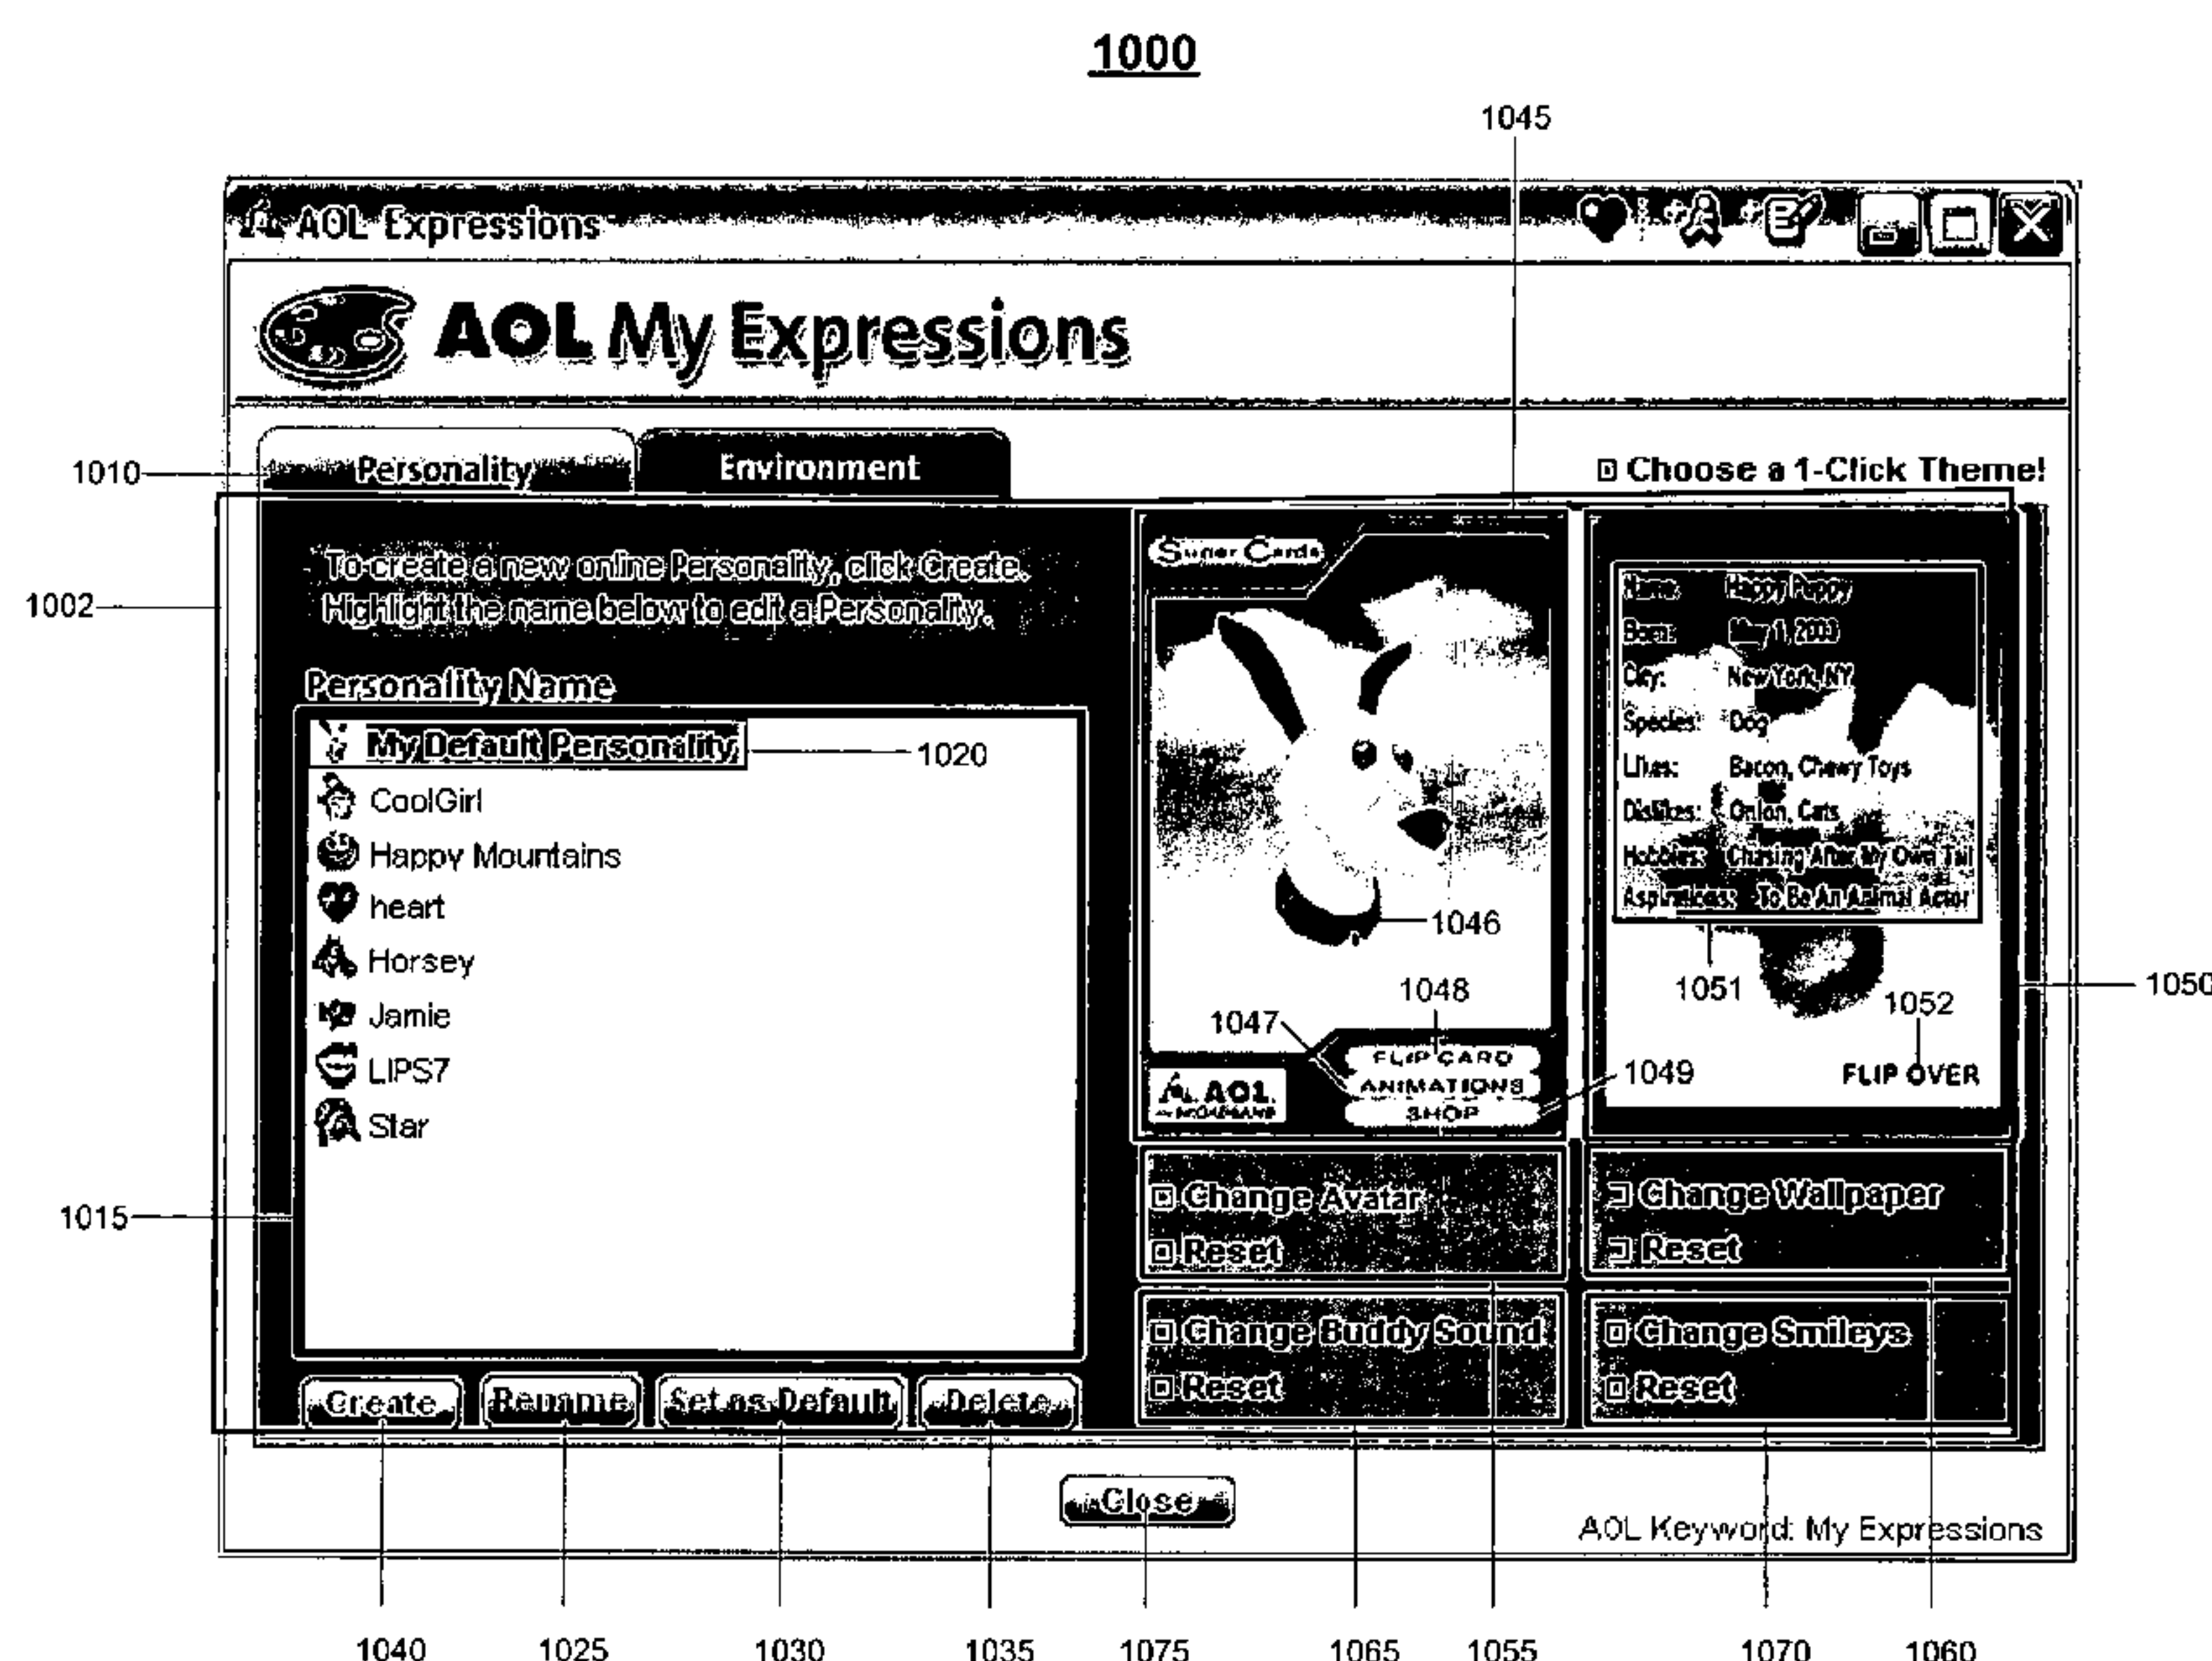 1000
1045
AOL Expressions
AOL My Expressions
1010
Personality
Environment
Choose a 1-Click Theme!
1002
To create a new online Personality, click Create.
Highlight the name below to edit a Personality.
Personality Name
My Default Personality
1020
CoolGirl
Happy Mountains
heart
Horsey
Jamie
LIPS7
Star
1015
Create
Rename
Set as Default
Delete
Super Cards
1046
1048
1047
FLIP CARD
ANIMATIONS
SHOP
1049
AOL
Name: Happy Puppy
Born: May 1, 2003
City: New York, NY
Species: Dog
Likes: Bacon, Chewy Toys
Dislikes: Onion, Cats
Hobbies: Chasing After My Own Tail
Aspirations: To Be An Animal Actor
1051
1052
1050
FLIP OVER
Change Avatar
Reset
Change Wallpaper
Reset
Change Buddy Sound
Reset
Change Smileys
Reset
Close
AOL Keyword: My Expressions
1040
1025
1030
1035
1075
1065
1055
1070
1060